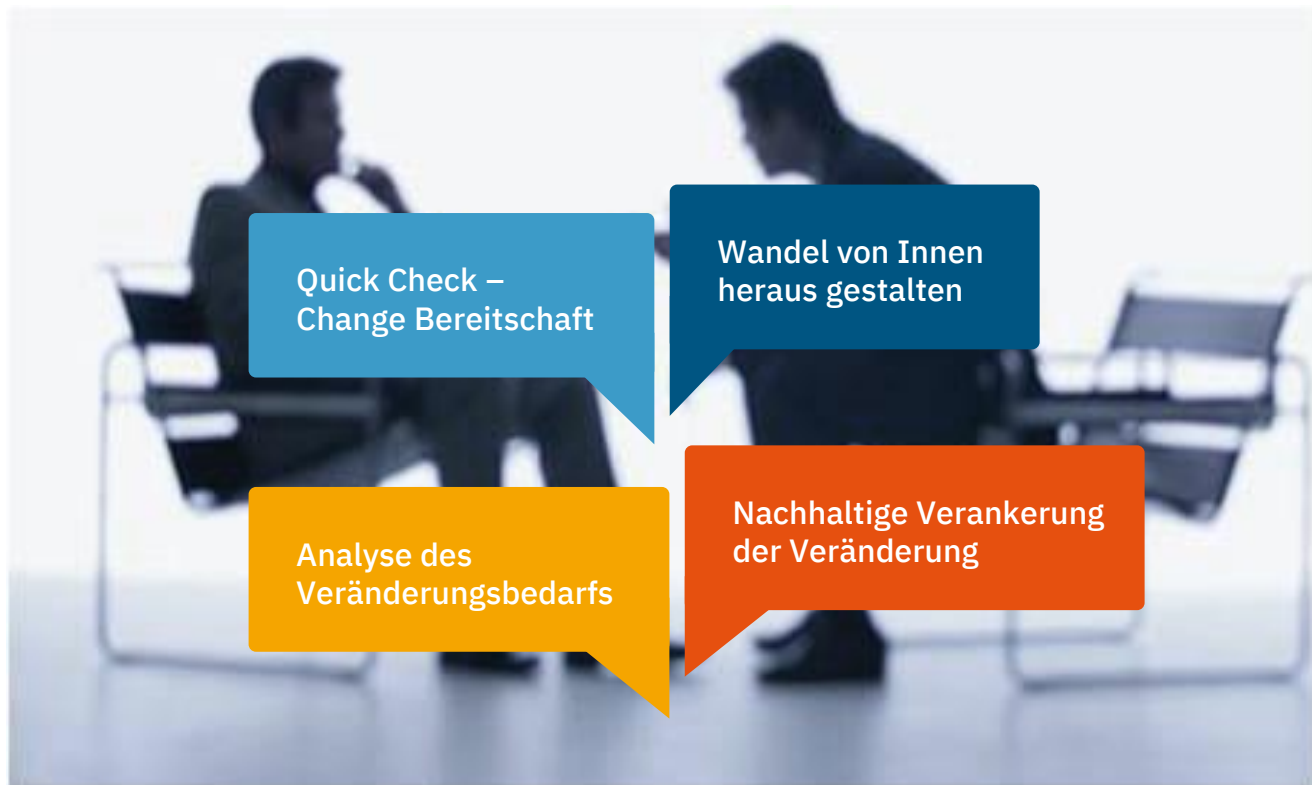 Quick Check –
Change Bereitschaft
Wandel von Innen
heraus gestalten
Analyse des
Veränderungsbedarfs
Nachhaltige Verankerung
der Veränderung